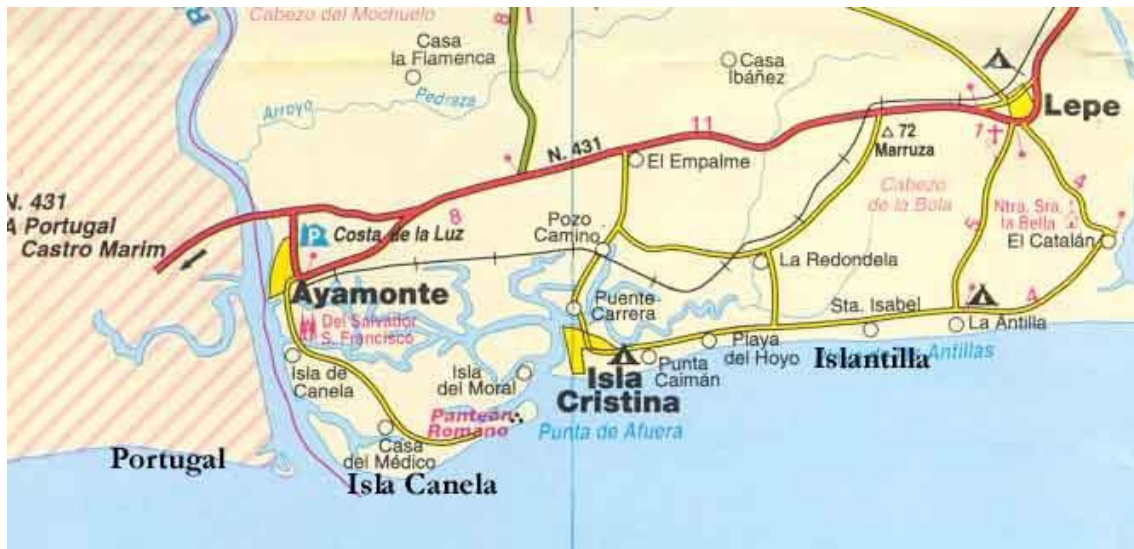 Cabezo del Mochuelo
8
Casa
la Flamenca
Casa
Ibáñez
Arroyo
Pedraza
Lepe
11
N. 431
△ 72
Marruza
1
El Empalme
Cabezo
de la Bola
4
Ntra. Sra.
la Bella
5
El Catalán
N. 431
A Portugal
Castro Marim
P
Costa de la Luz
8
Pozo
Camino
La Redondela
Ayamonte
Del Salvador
S. Francisco
Puente-
Carrera
Sta. Isabel
4
La Antilla
Playa
del Hoyo
Islantilla
Antillas
Isla de
Canela
Isla
del Moral
Punta
Caimán
Isla
Cristina
Panteón
Romano
Punta de Afuera
Casa
del Médico
Portugal
Isla Canela